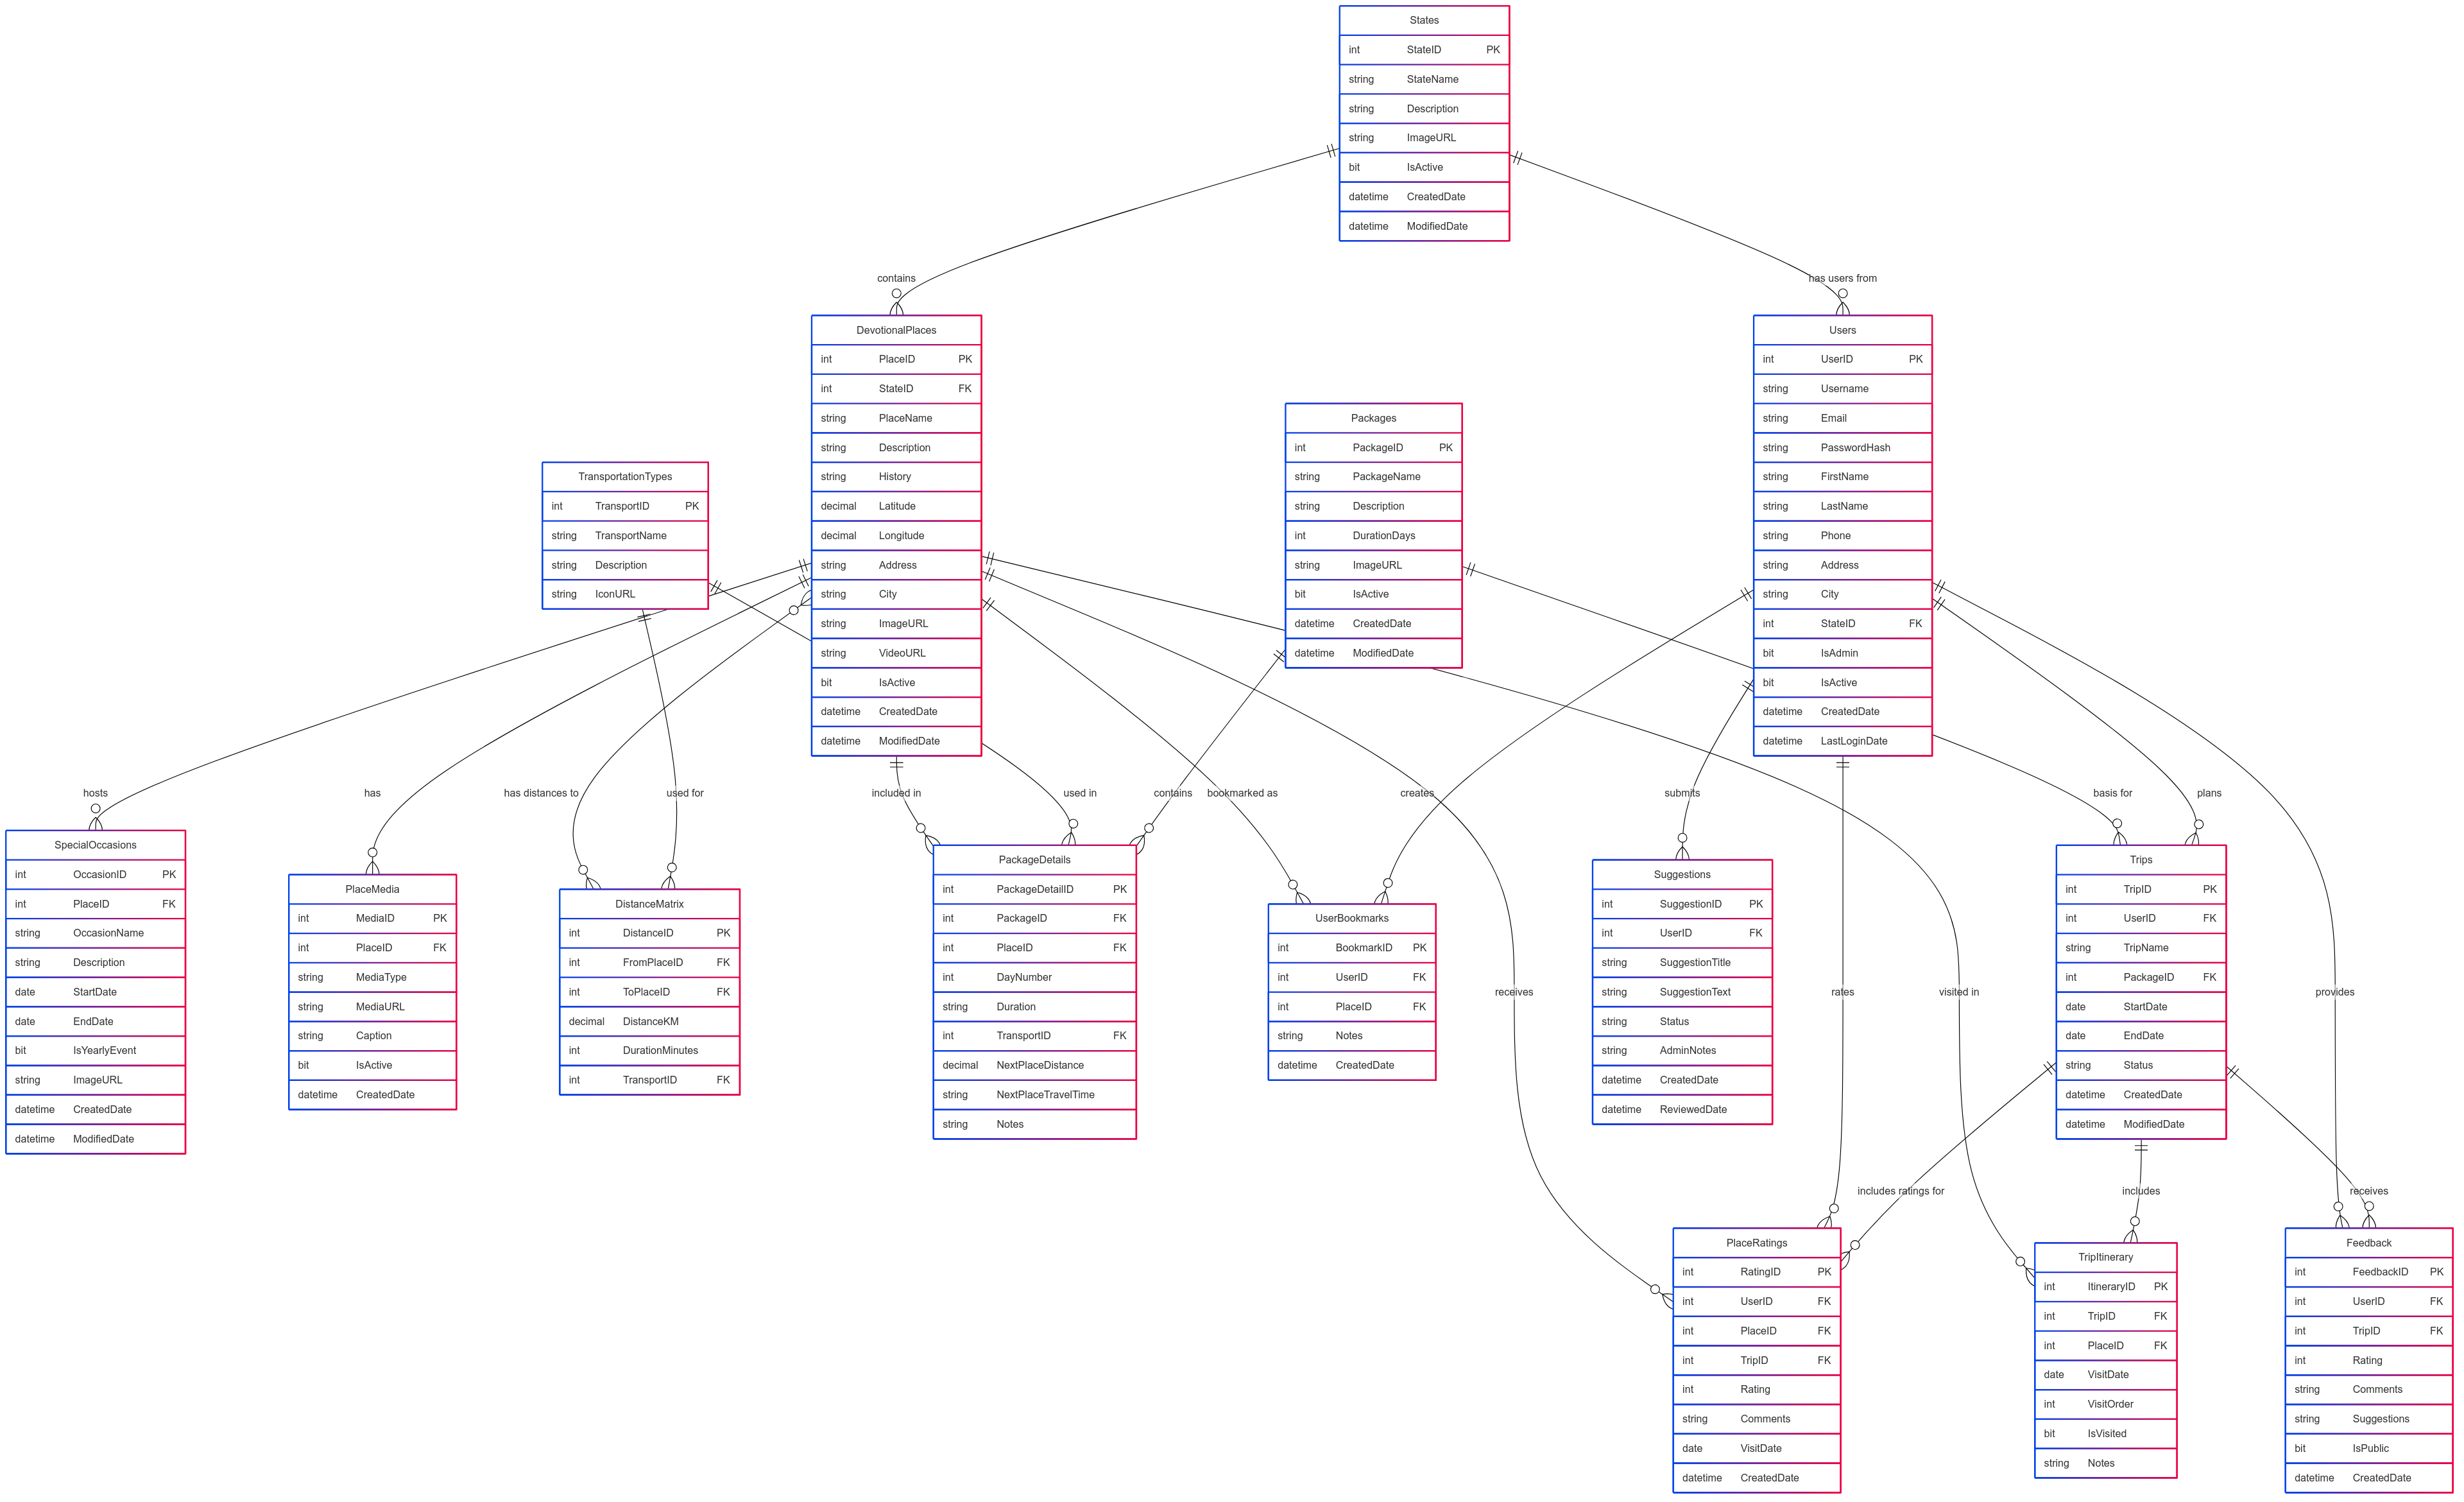 States
int StateID PK
string StateName
string Description
string ImageURL
bit IsActive
datetime CreatedDate
datetime ModifiedDate
contains
has users from
DevotionalPlaces
int PlaceID PK
int StateID FK
string PlaceName
string Description
string History
decimal Latitude
decimal Longitude
string Address
string City
string ImageURL
string VideoURL
bit IsActive
datetime CreatedDate
datetime ModifiedDate
Users
int UserID PK
string Username
string Email
string PasswordHash
string FirstName
string LastName
string Phone
string Address
string City
int StateID FK
bit IsAdmin
bit IsActive
datetime CreatedDate
datetime LastLoginDate
Packages
int PackageID PK
string PackageName
string Description
int DurationDays
string ImageURL
bit IsActive
datetime CreatedDate
datetime ModifiedDate
TransportationTypes
int TransportID PK
string TransportName
string Description
string IconURL
hosts
has
has distances to
used for
included in
used in
contains
bookmarked as
creates
submits
basis for
plans
SpecialOccasions
int OccasionID PK
int PlaceID FK
string OccasionName
string Description
date StartDate
date EndDate
bit IsYearlyEvent
string ImageURL
datetime CreatedDate
datetime ModifiedDate
PlaceMedia
int MediaID PK
int PlaceID FK
string MediaType
string MediaURL
string Caption
bit IsActive
datetime CreatedDate
DistanceMatrix
int DistanceID PK
int FromPlaceID FK
int ToPlaceID FK
decimal DistanceKM
int DurationMinutes
int TransportID FK
PackageDetails
int PackageDetailID PK
int PackageID FK
int PlaceID FK
int DayNumber
string Duration
int TransportID FK
decimal NextPlaceDistance
string NextPlaceTravelTime
string Notes
UserBookmarks
int BookmarkID PK
int UserID FK
int PlaceID FK
string Notes
datetime CreatedDate
Suggestions
int SuggestionID PK
int UserID FK
string SuggestionTitle
string SuggestionText
string Status
string AdminNotes
datetime CreatedDate
datetime ReviewedDate
Trips
int TripID PK
int UserID FK
string TripName
int PackageID FK
date StartDate
date EndDate
string Status
datetime CreatedDate
datetime ModifiedDate
receives
rates
visited in
provides
includes ratings for
includes
receives
PlaceRatings
int RatingID PK
int UserID FK
int PlaceID FK
int TripID FK
int Rating
string Comments
date VisitDate
datetime CreatedDate
TripItinerary
int ItineraryID PK
int TripID FK
int PlaceID FK
date VisitDate
int VisitOrder
bit IsVisited
string Notes
Feedback
int FeedbackID PK
int UserID FK
int TripID FK
int Rating
string Comments
string Suggestions
bit IsPublic
datetime CreatedDate